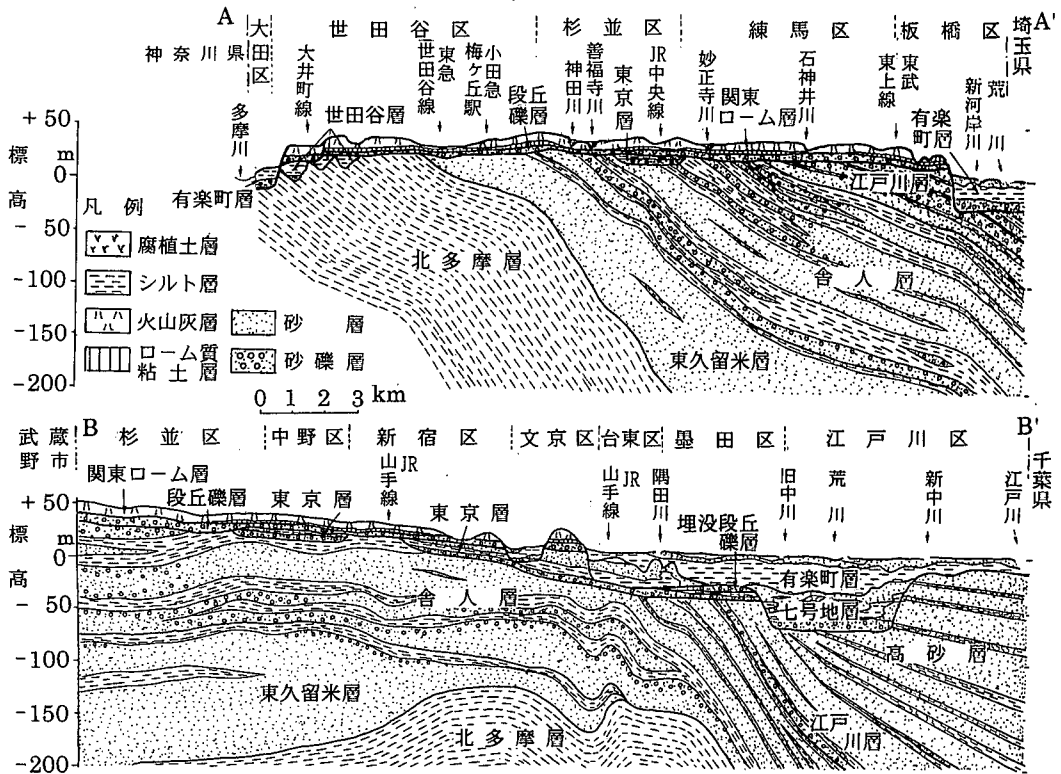 A 大田区 世田谷区 杉並区 練馬区 板橋区 埼玉県 A'
神奈川県
多摩川
大井町線
東急世田谷線
小田急梅ヶ丘駅
神田川
善福寺川
JR中央線
妙正寺川
石神井川
東武東上線
新河岸川
荒川
世田谷層
段丘礫層
東京層
関東ローム層
有楽町層
有楽町層
江戸川層
北多摩層
舎人層
東久留米層
標高
+50
m
0
-50
-100
-150
-200
凡例
腐植土層
シルト層
火山灰層
砂層
ローム質粘土層
砂礫層
0 1 2 3 km
B 武蔵野市 杉並区 中野区 新宿区 文京区 台東区 墨田区 江戸川区 B'
千葉県
JR山手線
JR山手線
隅田川
旧中川
荒川
新中川
江戸川
関東ローム層
段丘礫層
東京層
東京層
埋没段丘礫層
有楽町層
七号地層
舎人層
高砂層
東久留米層
北多摩層
江戸川層
標高
+50
m
0
-50
-100
-150
-200